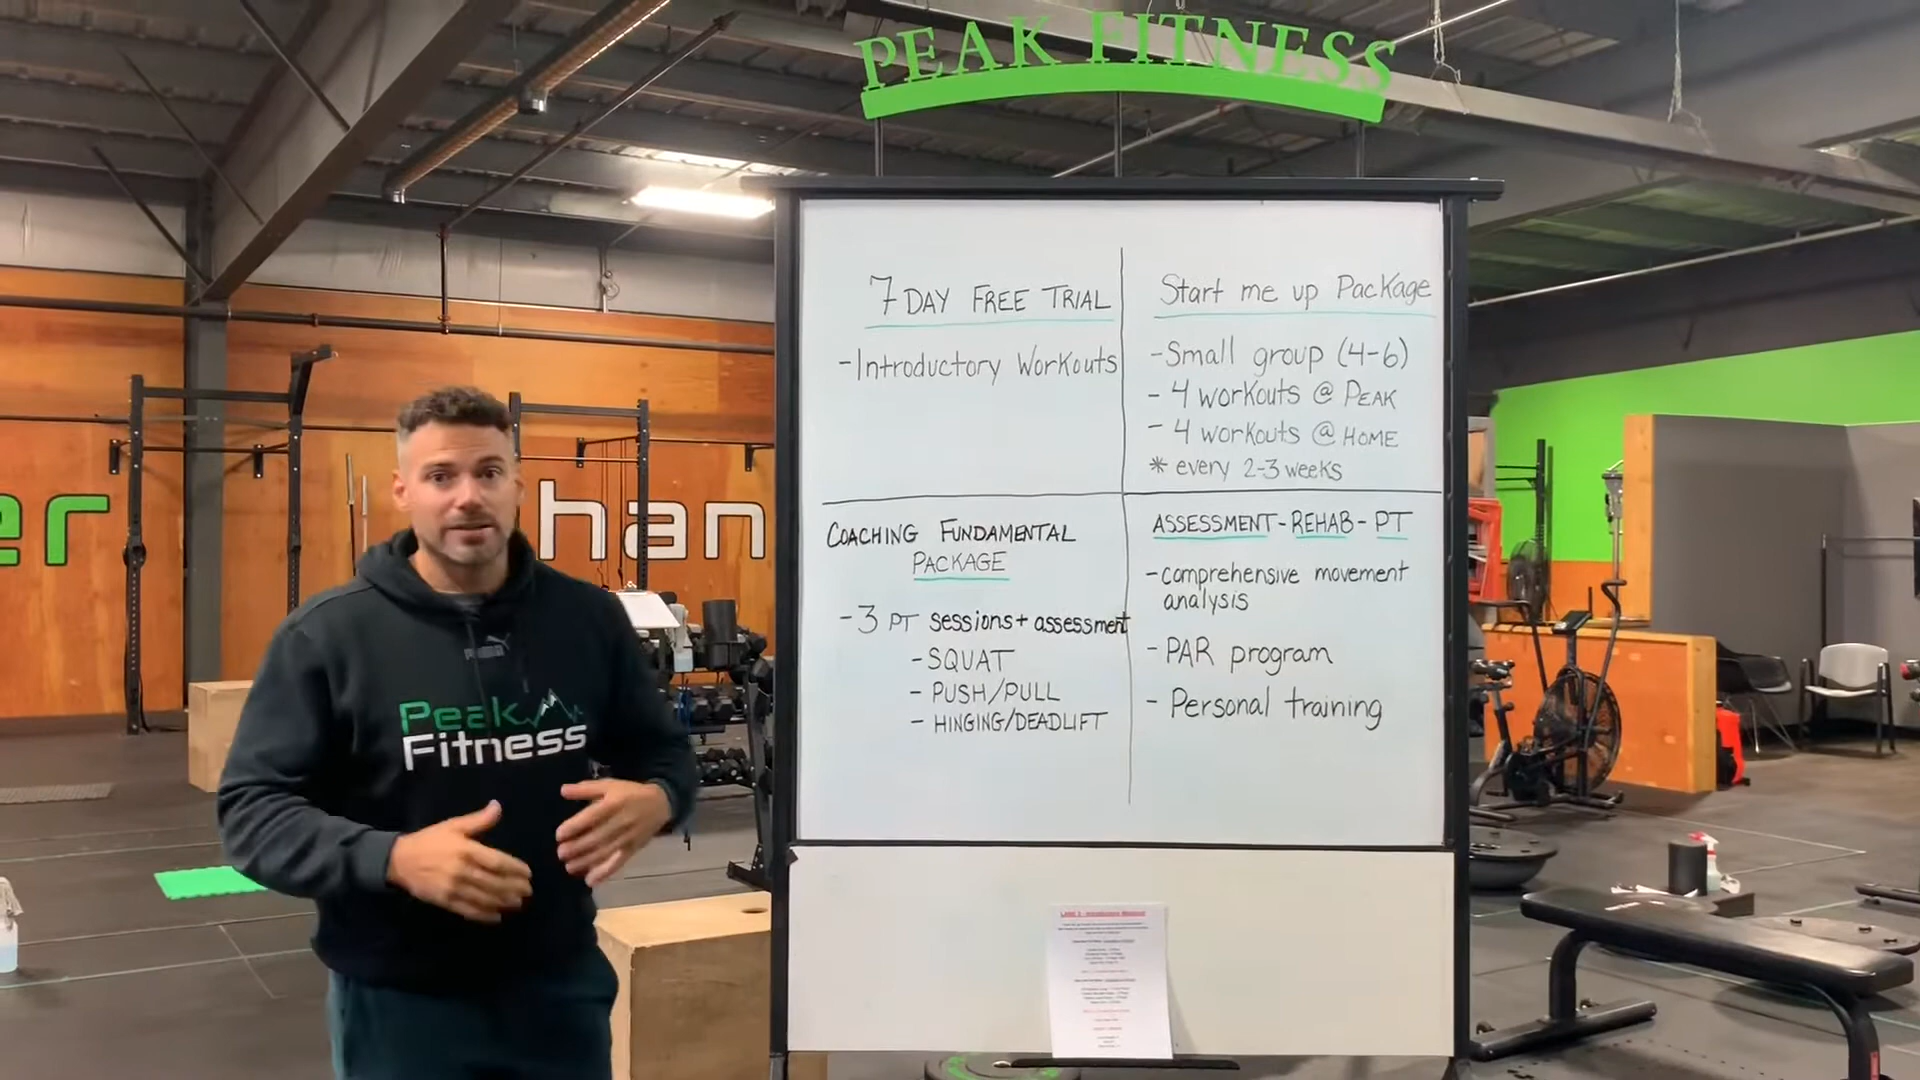 PEAK FITNESS
7 DAY FREE TRIAL
-Introductory Workouts
Start me up Package
-Small group (4-6)
- 4 workouts @ PEAK
- 4 workouts @ HOME
* every 2-3 weeks
COACHING FUNDAMENTAL
PACKAGE
-3 PT sessions + assessment
-SQUAT
- PUSH/PULL
- HINGING/DEADLIFT
ASSESSMENT-REHAB-PT
-comprehensive movement
analysis
- PAR program
- Personal training
er
han
PUMA
Peak
Fitness